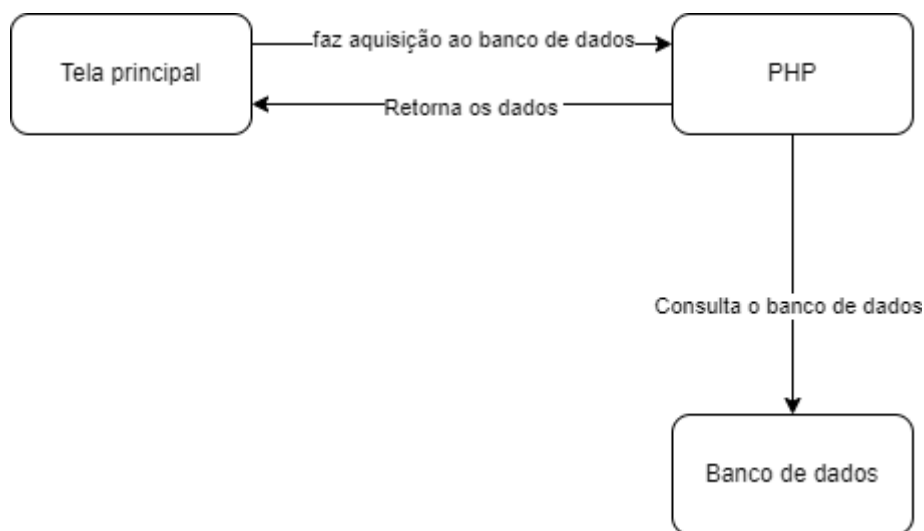 faz aquisição ao banco de dados
Tela principal
PHP
Retorna os dados
Consulta o banco de dados
Banco de dados